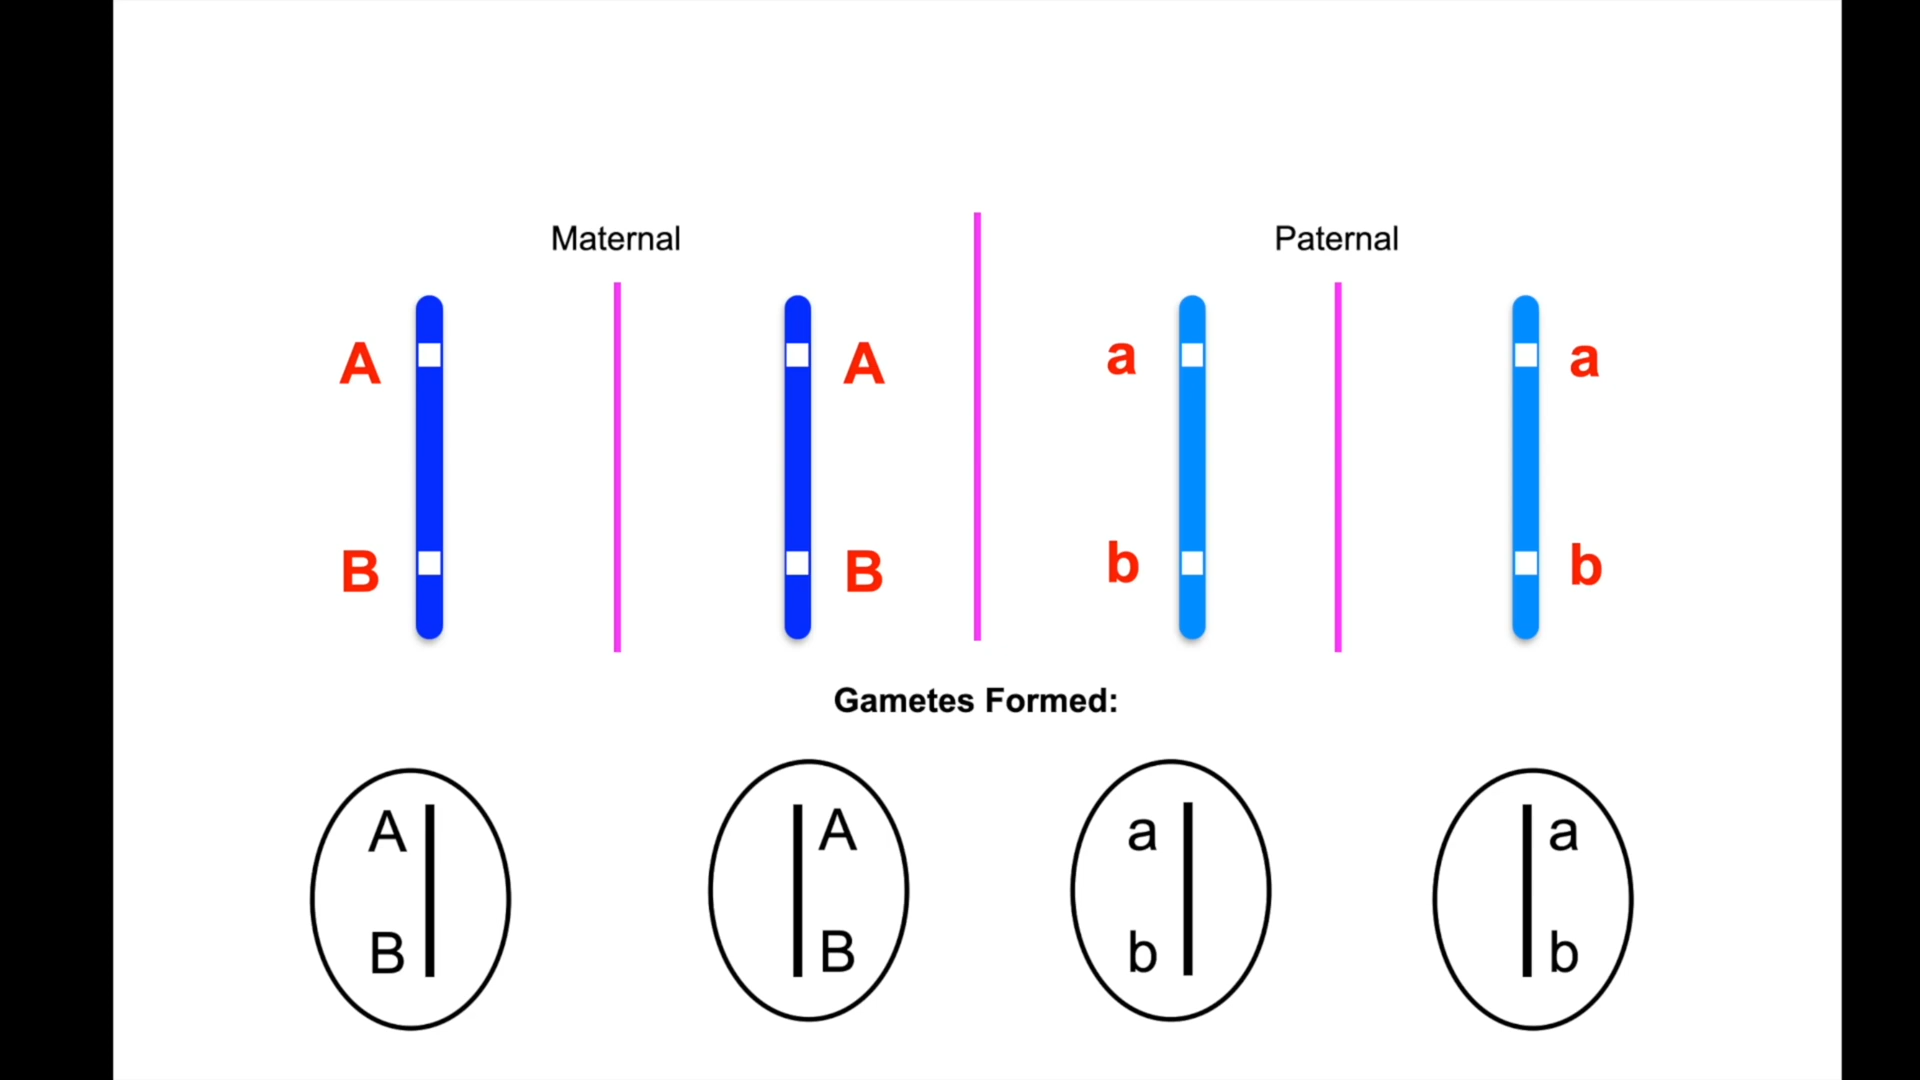 Maternal Paternal
A A a a
B B b b
Gametes Formed:
A A a a
B B b b